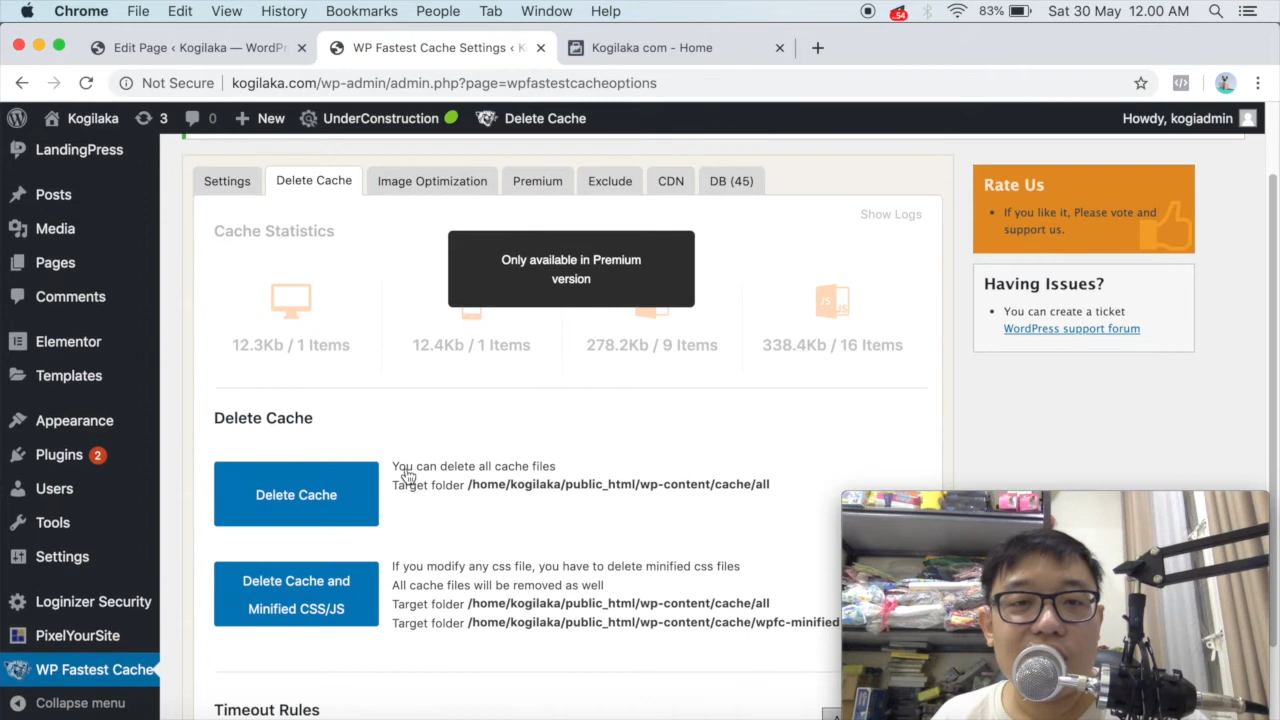 Chrome File Edit View History Bookmarks People Tab Window Help
54 83% Sat 30 May 12.00 AM
Edit Page ‹ Kogilaka — WordPr
WP Fastest Cache Settings ‹ K
Kogilaka com - Home
Not Secure kogilaka.com/wp-admin/admin.php?page=wpfastestcacheoptions
Kogilaka 3 0 New UnderConstruction Delete Cache Howdy, kogiadmin
LandingPress
Posts
Media
Pages
Comments
Elementor
Templates
Appearance
Plugins 2
Users
Tools
Settings
Loginizer Security
PixelYourSite
WP Fastest Cache
Collapse menu
Settings Delete Cache Image Optimization Premium Exclude CDN DB (45)
Show Logs
Cache Statistics
Only available in Premium
version
JS
JS
12.3Kb / 1 Items 12.4Kb / 1 Items 278.2Kb / 9 Items 338.4Kb / 16 Items
Delete Cache
Delete Cache
You can delete all cache files
Target folder /home/kogilaka/public_html/wp-content/cache/all
Delete Cache and
Minified CSS/JS
If you modify any css file, you have to delete minified css files
All cache files will be removed as well
Target folder /home/kogilaka/public_html/wp-content/cache/all
Target folder /home/kogilaka/public_html/wp-content/cache/wpfc-minified
Timeout Rules
Rate Us
If you like it, Please vote and
support us.
Having Issues?
You can create a ticket
WordPress support forum